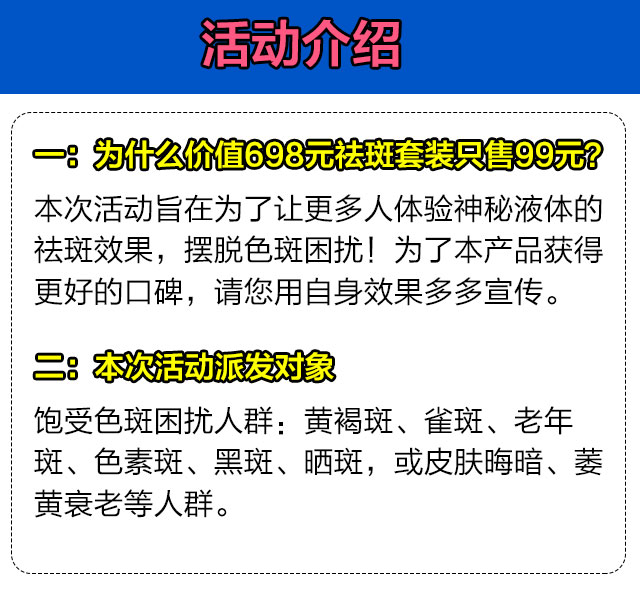 活动介绍
一：为什么价值698元祛斑套装只售99元?
本次活动旨在为了让更多人体验神秘液体的
祛斑效果，摆脱色斑困扰！为了本产品获得
更好的口碑，请您用自身效果多多宣传。
二：本次活动派发对象
饱受色斑困扰人群：黄褐斑、雀斑、老年
斑、色素斑、黑斑、晒斑，或皮肤晦暗、萎
黄衰老等人群。